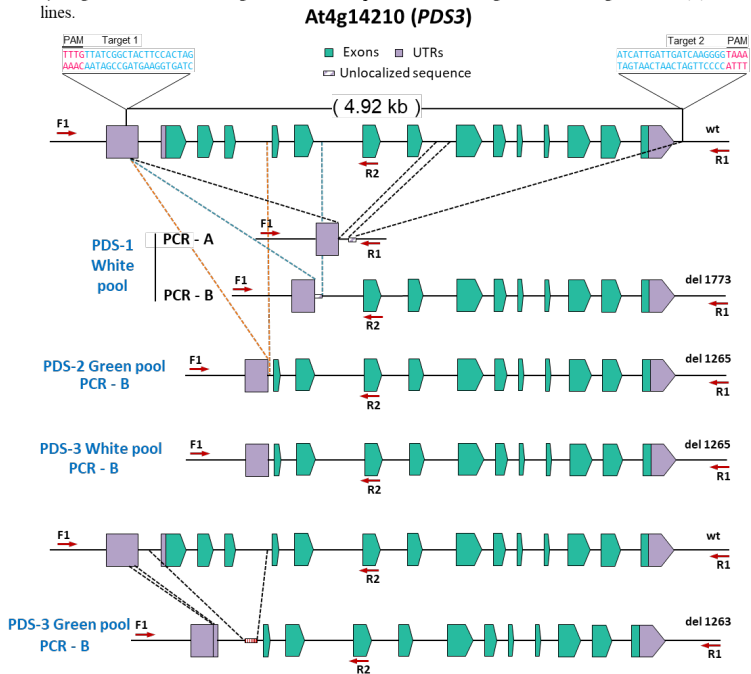 lines.
At4g14210 (PDS3)
PAM Target 1
TTTGTTATCGGCTACTTCCACTAG
AAACAATAGCCGATGAAGGTGATC
Exons UTRs
Unlocalized sequence
Target 2 PAM
ATCATTGATTGATCAAGGGGTAAA
TAGTAACTAACTAGTTCCCCATTT
( 4.92 kb )
F1 wt
R2 R1
PDS-1
White
pool
PCR - A F1 R1
PCR - B F1 del 1773
R2 R1
PDS-2 Green pool
PCR - B
F1 del 1265
R2 R1
PDS-3 White pool
PCR - B
F1 del 1265
R2 R1
F1 wt
R2 R1
PDS-3 Green pool
PCR - B
F1 del 1263
R2 R1